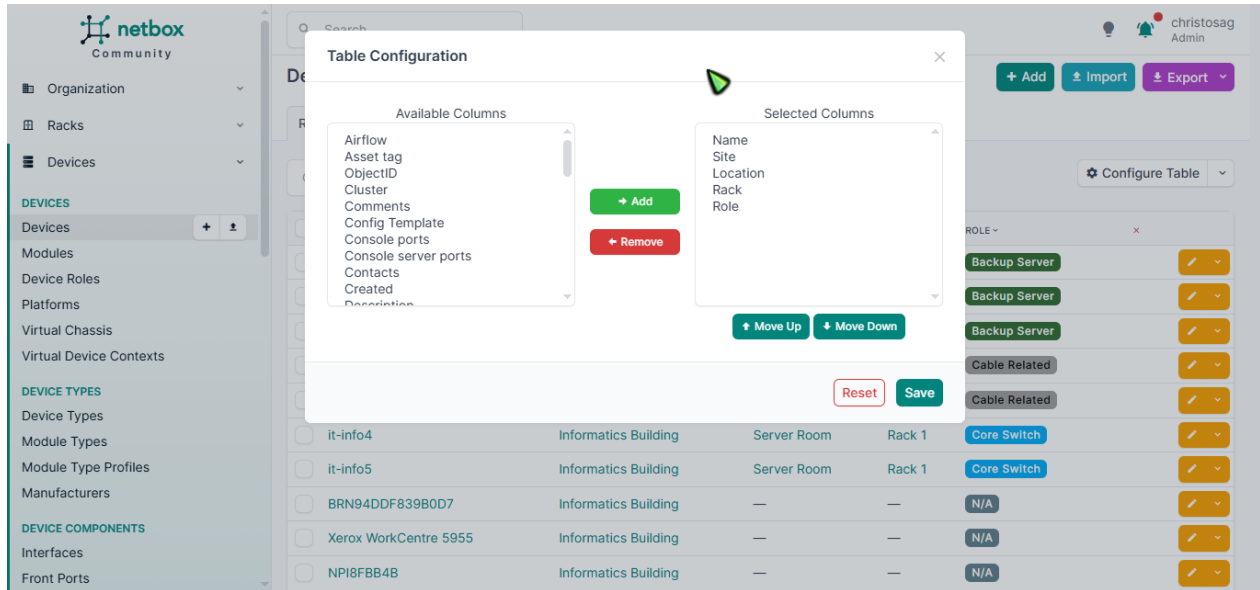 netbox
Community
Search
christosag
Admin
Organization
Racks
Devices
DEVICES
Devices
Modules
Device Roles
Platforms
Virtual Chassis
Virtual Device Contexts
DEVICE TYPES
Device Types
Module Types
Module Type Profiles
Manufacturers
DEVICE COMPONENTS
Interfaces
Front Ports
+ Add
Import
Export
Configure Table
Table Configuration
Available Columns
Airflow
Asset tag
ObjectID
Cluster
Comments
Config Template
Console ports
Console server ports
Contacts
Created
Description
Add
Remove
Selected Columns
Name
Site
Location
Rack
Role
Move Up Move Down
Reset Save
ROLE
Backup Server
Backup Server
Backup Server
Cable Related
Cable Related
it-info4 Informatics Building Server Room Rack 1 Core Switch
it-info5 Informatics Building Server Room Rack 1 Core Switch
BRN94DDF839B0D7 Informatics Building — — N/A
Xerox WorkCentre 5955 Informatics Building — — N/A
NPI8FBB4B Informatics Building — — N/A